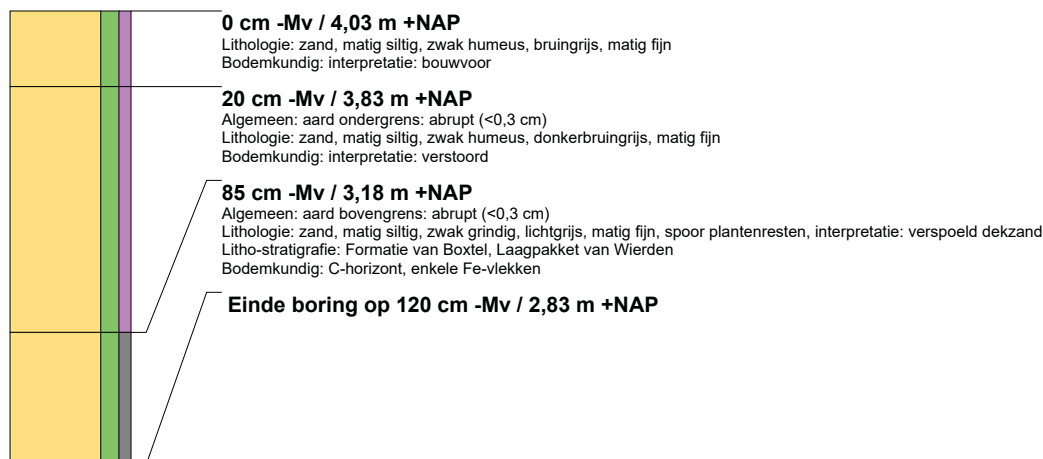 0 cm -Mv / 4,03 m +NAP
Lithologie: zand, matig siltig, zwak humeus, bruingrijs, matig fijn
Bodemkundig: interpretatie: bouwvoor
20 cm -Mv / 3,83 m +NAP
Algemeen: aard ondergrens: abrupt (<0,3 cm)
Lithologie: zand, matig siltig, zwak humeus, donkerbruingrijs, matig fijn
Bodemkundig: interpretatie: verstoord
85 cm -Mv / 3,18 m +NAP
Algemeen: aard bovengrens: abrupt (<0,3 cm)
Lithologie: zand, matig siltig, zwak grindig, lichtgrijs, matig fijn, spoor plantenresten, interpretatie: verspoeld dekzand
Litho-stratigrafie: Formatie van Boxtel, Laagpakket van Wierden
Bodemkundig: C-horizont, enkele Fe-vlekken
Einde boring op 120 cm -Mv / 2,83 m +NAP